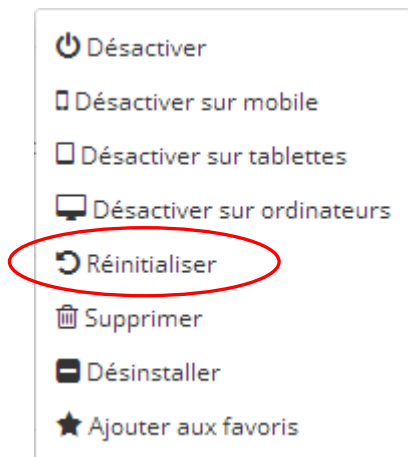 Désactiver
Désactiver sur mobile
Désactiver sur tablettes
Désactiver sur ordinateurs
Réinitialiser
Supprimer
Désinstaller
Ajouter aux favoris